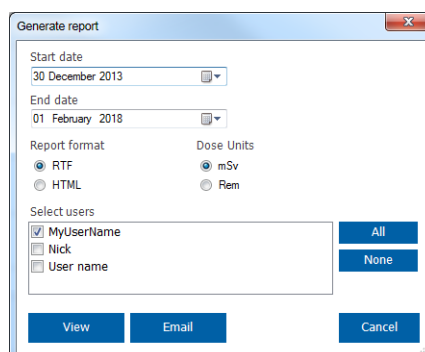 Generate report
Start date
30 December 2013
End date
01 February 2018
Report format Dose Units
RTF mSv
HTML Rem
Select users
MyUserName All
Nick
User name None
View Email Cancel